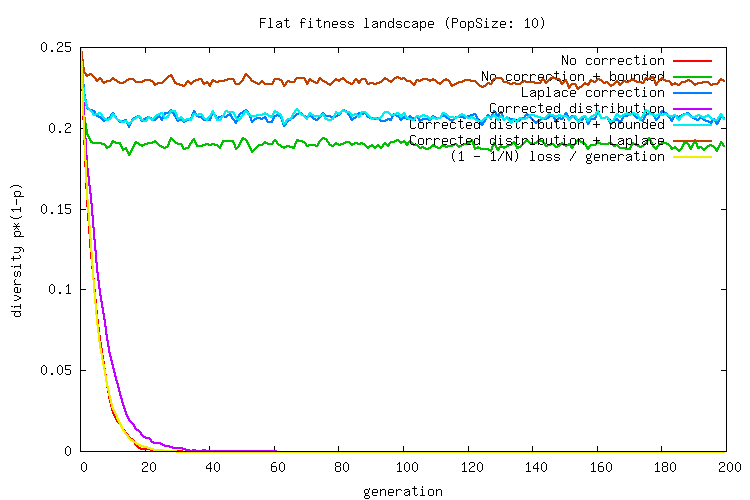 Flat fitness landscape (PopSize: 10)
0.25
0.2
0.15
0.1
0.05
0
diversity p*(1-p)
No correction
No correction + bounded
Laplace correction
Corrected distribution
Corrected distribution + bounded
Corrected distribution + Laplace
(1 - 1/N) loss / generation
0 20 40 60 80 100 120 140 160 180 200
generation